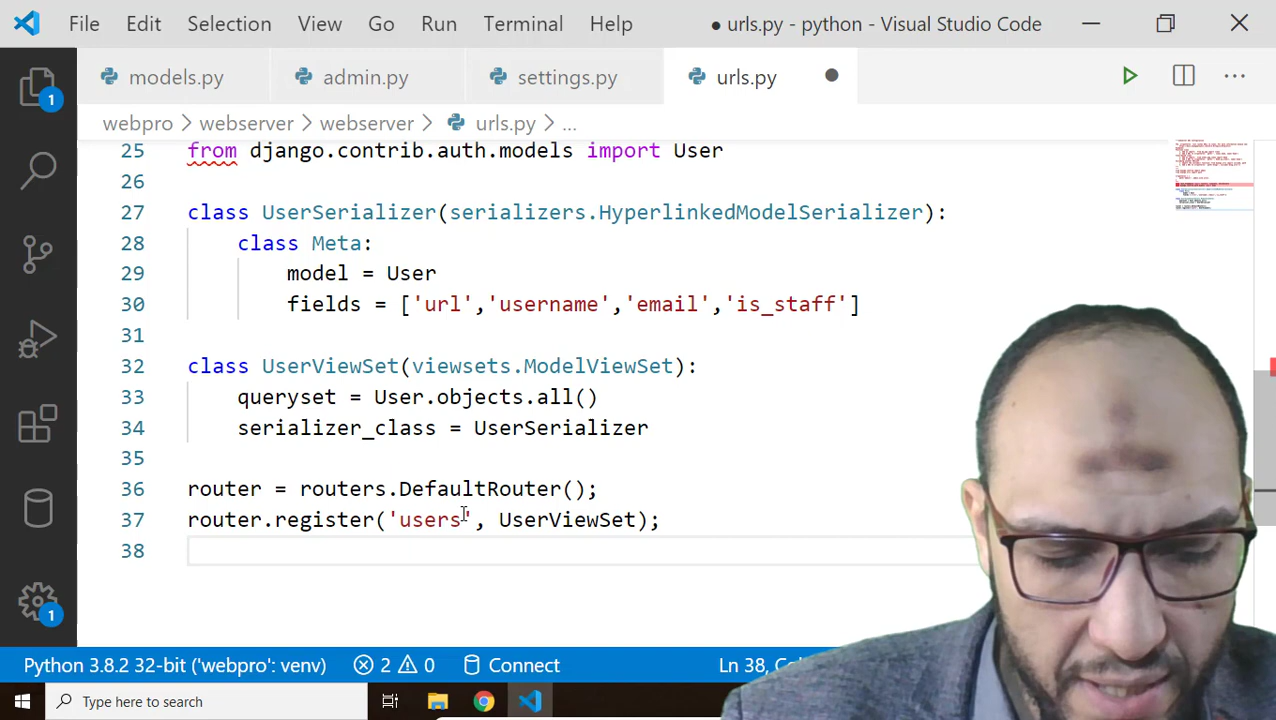 File Edit Selection View Go Run Terminal Help ● urls.py - python - Visual Studio Code
models.py admin.py settings.py urls.py
webpro > webserver > webserver > urls.py > ...
25 from django.contrib.auth.models import User
26
27 class UserSerializer(serializers.HyperlinkedModelSerializer):
28 class Meta:
29 model = User
30 fields = ['url','username','email','is_staff']
31
32 class UserViewSet(viewsets.ModelViewSet):
33 queryset = User.objects.all()
34 serializer_class = UserSerializer
35
36 router = routers.DefaultRouter();
37 router.register('users', UserViewSet);
38
1
1
Python 3.8.2 32-bit ('webpro': venv) 2 0 Connect Ln 38,
Type here to search